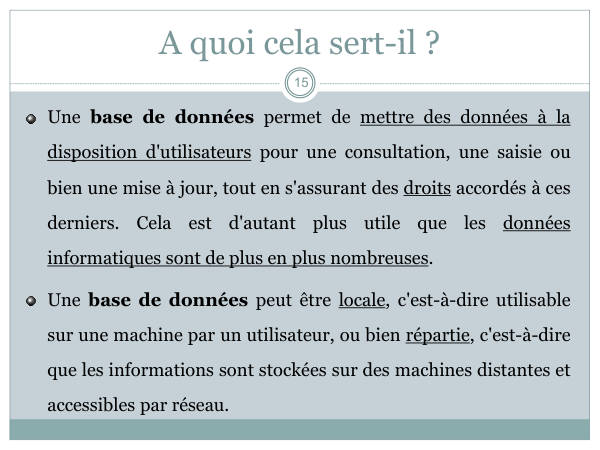 A quoi cela sert-il ?
15
Une base de données permet de mettre des données à la
disposition d'utilisateurs pour une consultation, une saisie ou
bien une mise à jour, tout en s'assurant des droits accordés à ces
derniers. Cela est d'autant plus utile que les données
informatiques sont de plus en plus nombreuses.
Une base de données peut être locale, c'est-à-dire utilisable
sur une machine par un utilisateur, ou bien répartie, c'est-à-dire
que les informations sont stockées sur des machines distantes et
accessibles par réseau.